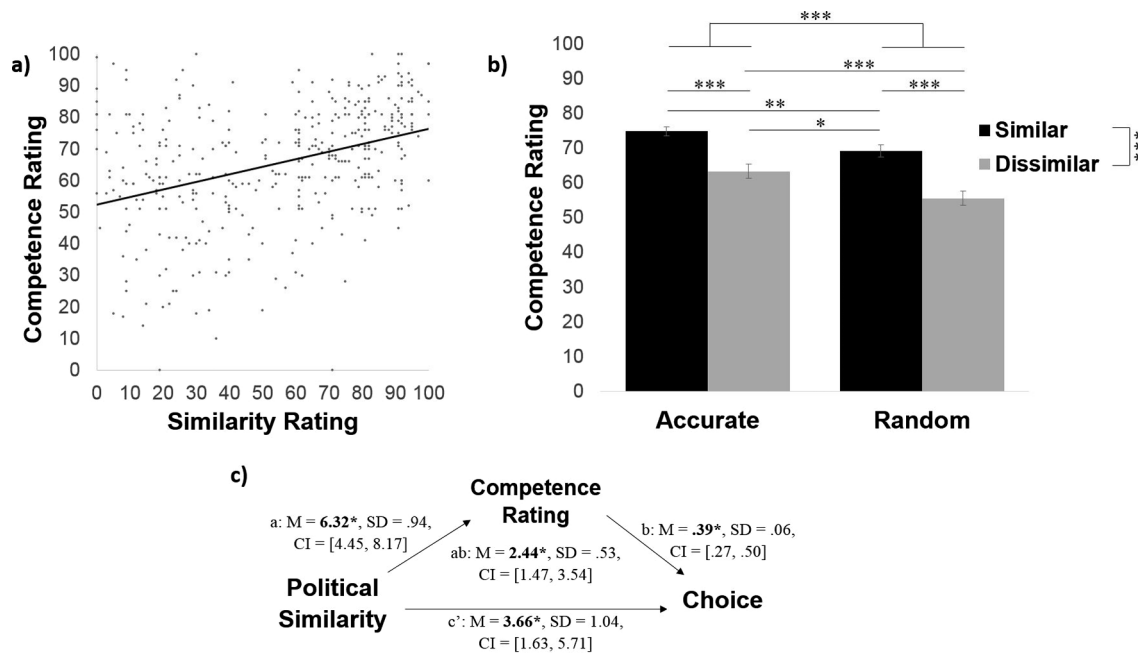 a)
Competence Rating
100
90
80
70
60
50
40
30
20
10
0
0 10 20 30 40 50 60 70 80 90 100
Similarity Rating
b)
Competence Rating
100
90
80
70
60
50
40
30
20
10
0
***
***
*** ***
**
*
Similar
Dissimilar
***
Accurate Random
c)
Competence
Rating
a: M = 6.32*, SD = .94,
CI = [4.45, 8.17]
b: M = .39*, SD = .06,
CI = [.27, .50]
ab: M = 2.44*, SD = .53,
CI = [1.47, 3.54]
Political
Similarity
Choice
c’: M = 3.66*, SD = 1.04,
CI = [1.63, 5.71]